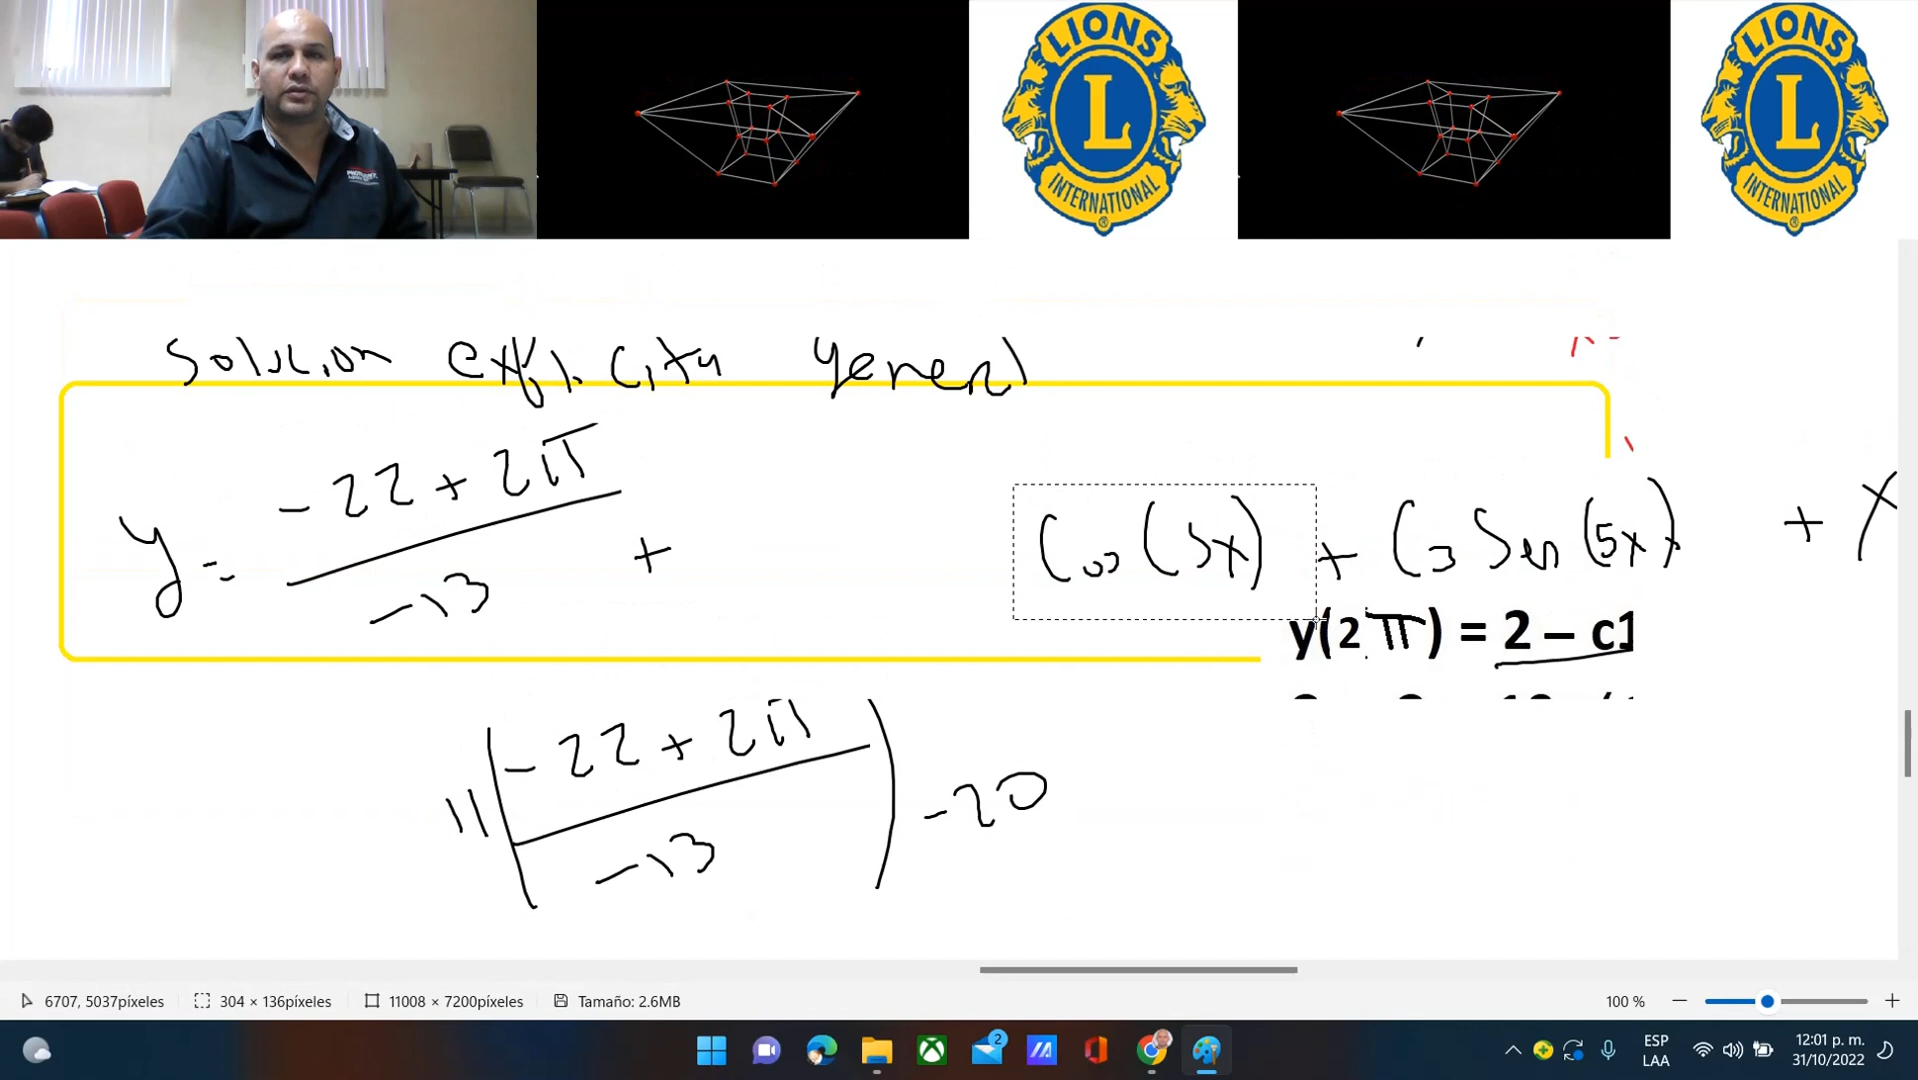 LIONS
L
INTERNATIONAL
®
LIONS
L
INTERNATIONAL
®
Solucion explicita general
y = -22 + 2π / -13 + Cos(5x) + C3 Sen(5x) + x
y(2π) = 2 – c1
11(-22 + 2π / -13) - 20
6707, 5037píxeles 304 × 136píxeles 11008 × 7200píxeles Tamaño: 2.6MB 100 %
2
ESP
LAA
12:01 p. m.
31/10/2022